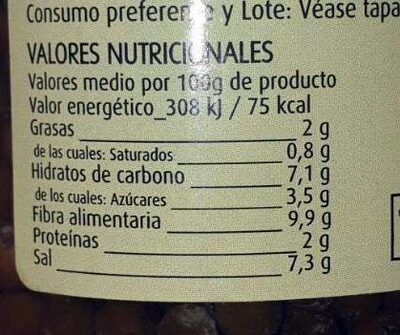 Consumo preferente y Lote: Véase tapa
VALORES NUTRICIONALES
Valores medio por 100g de producto
Valor energético_308 kJ / 75 kcal
Grasas 2 g
de las cuales: Saturados 0,8 g
Hidratos de carbono 7,1 g
de los cuales: Azúcares 3,5 g
Fibra alimentaria 9,9 g
Proteínas 2 g
Sal 7,3 g